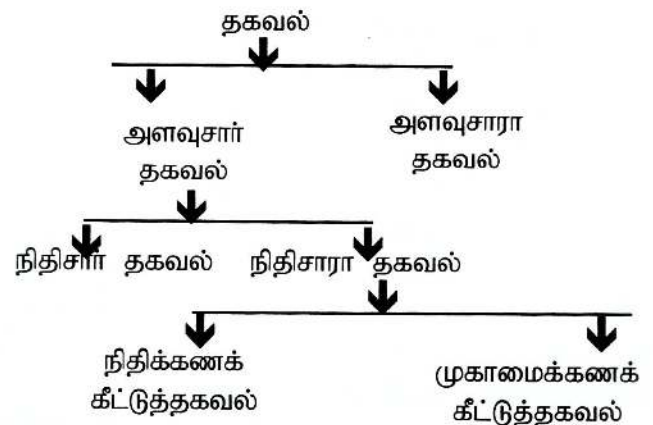 தகவல்
அளவுசார்
தகவல்
அளவுசாரா
தகவல்
நிதிசார் தகவல்
நிதிசாரா தகவல்
நிதிக்கணக்
கீட்டுத்தகவல்
முகாமைக்கணக்
கீட்டுத்தகவல்